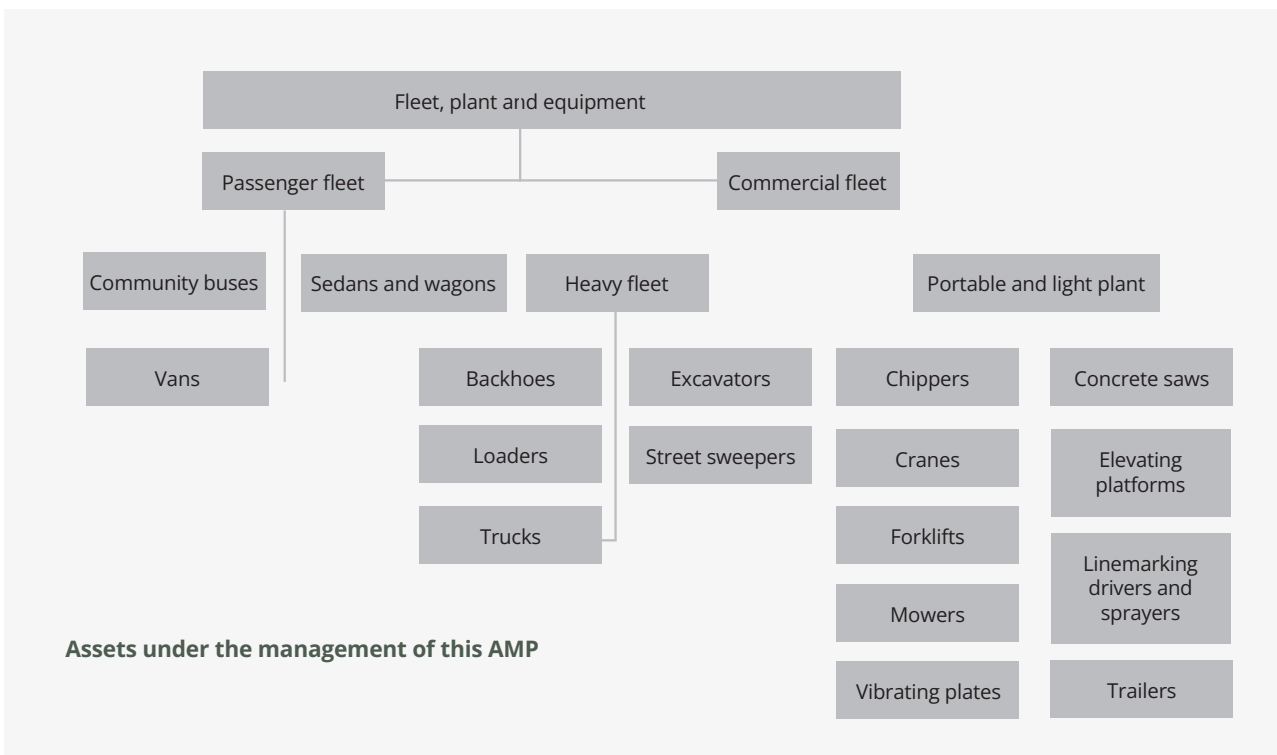 Fleet, plant and equipment
Passenger fleet
Commercial fleet
Community buses
Sedans and wagons
Heavy fleet
Portable and light plant
Vans
Backhoes
Excavators
Chippers
Concrete saws
Loaders
Street sweepers
Cranes
Elevating
platforms
Trucks
Forklifts
Linemarking
drivers and
sprayers
Mowers
Assets under the management of this AMP
Vibrating plates
Trailers